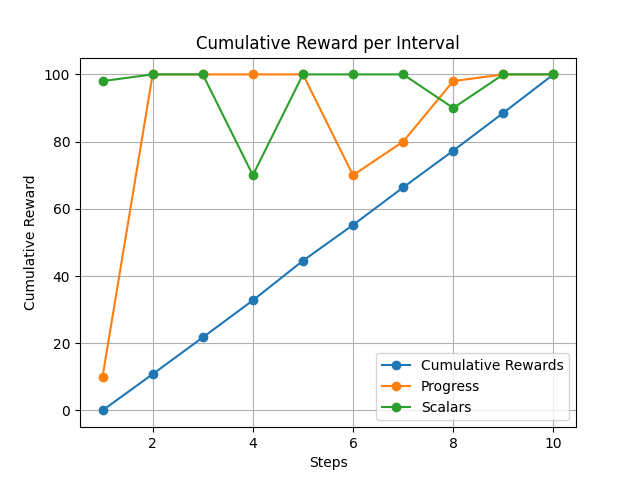 Cumulative Reward per Interval
100
80
60
40
20
0
Cumulative Reward
2
4
6
8
10
Steps
Cumulative Rewards
Progress
Scalars